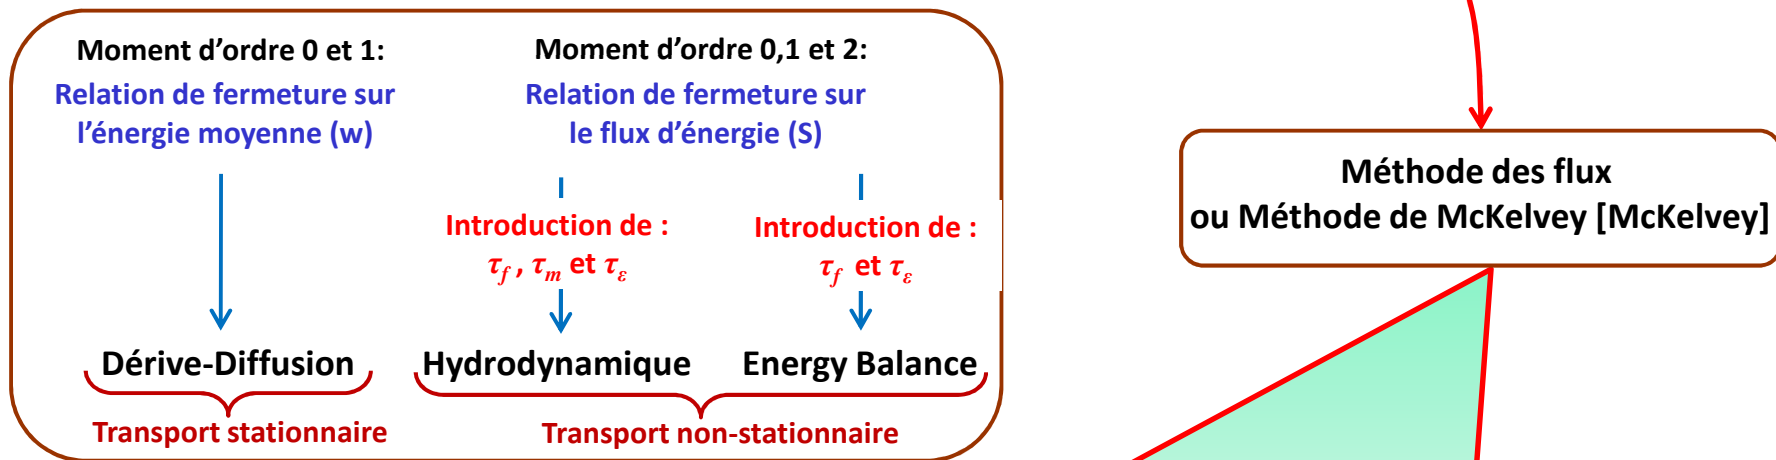 Moment d’ordre 0 et 1:
Relation de fermeture sur
l’énergie moyenne (w)
Moment d’ordre 0,1 et 2:
Relation de fermeture sur
le flux d’énergie (S)
Introduction de :
τf , τm et τε
Introduction de :
τf et τε
Dérive-Diffusion
Hydrodynamique
Energy Balance
Transport stationnaire
Transport non-stationnaire
Méthode des flux
ou Méthode de McKelvey [McKelvey]